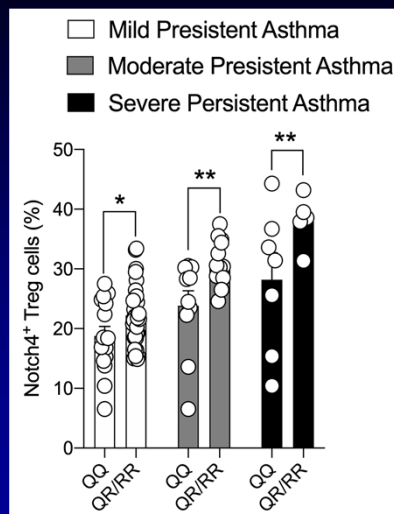 Mild Presistent Asthma
Moderate Presistent Asthma
Severe Persistent Asthma
50
40
30
20
10
0
Notch4+ Treg cells (%)
*
**
**
QQ
QR/RR
QQ
QR/RR
QQ
QR/RR